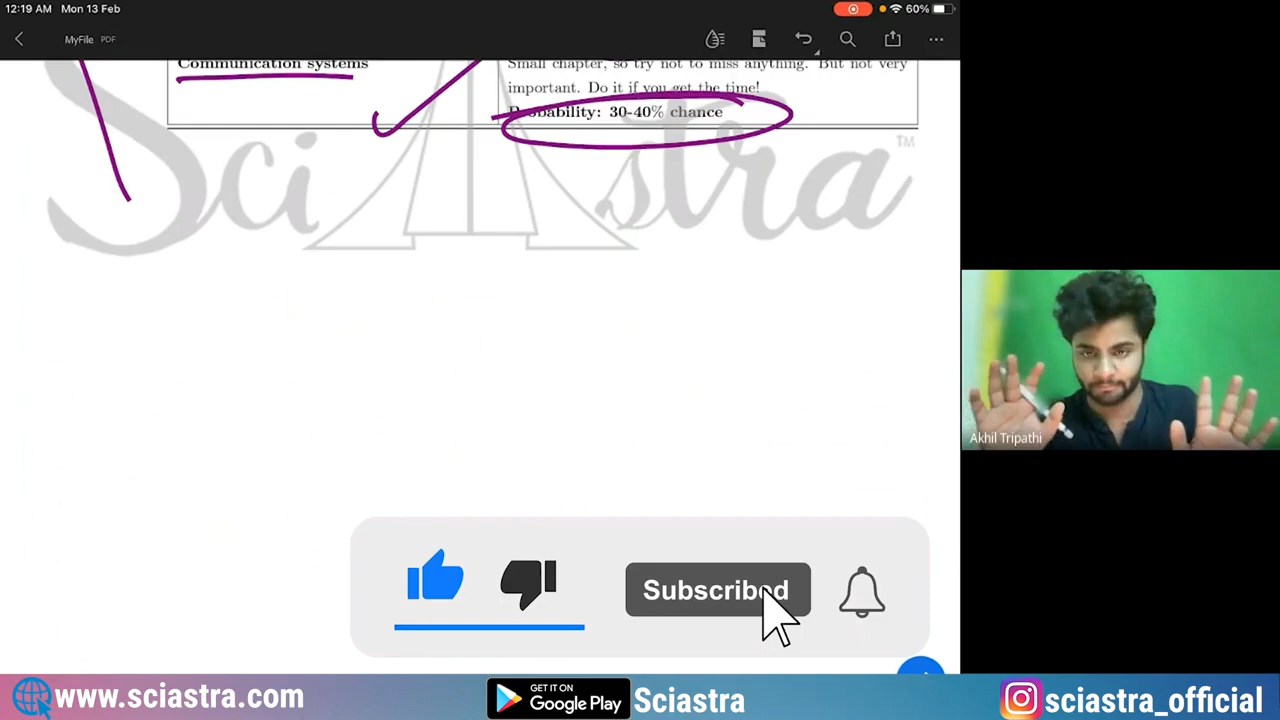 12:19 AM Mon 13 Feb
60%
MyFile PDF
Communication systems
Small chapter, so try not to miss anything. But not very
important. Do it if you get the time!
Probability: 30-40% chance
SciAstra
TM
Akhil Tripathi
Subscribed
www.sciastra.com
GET IT ON
Google Play
Sciastra
sciastra_official